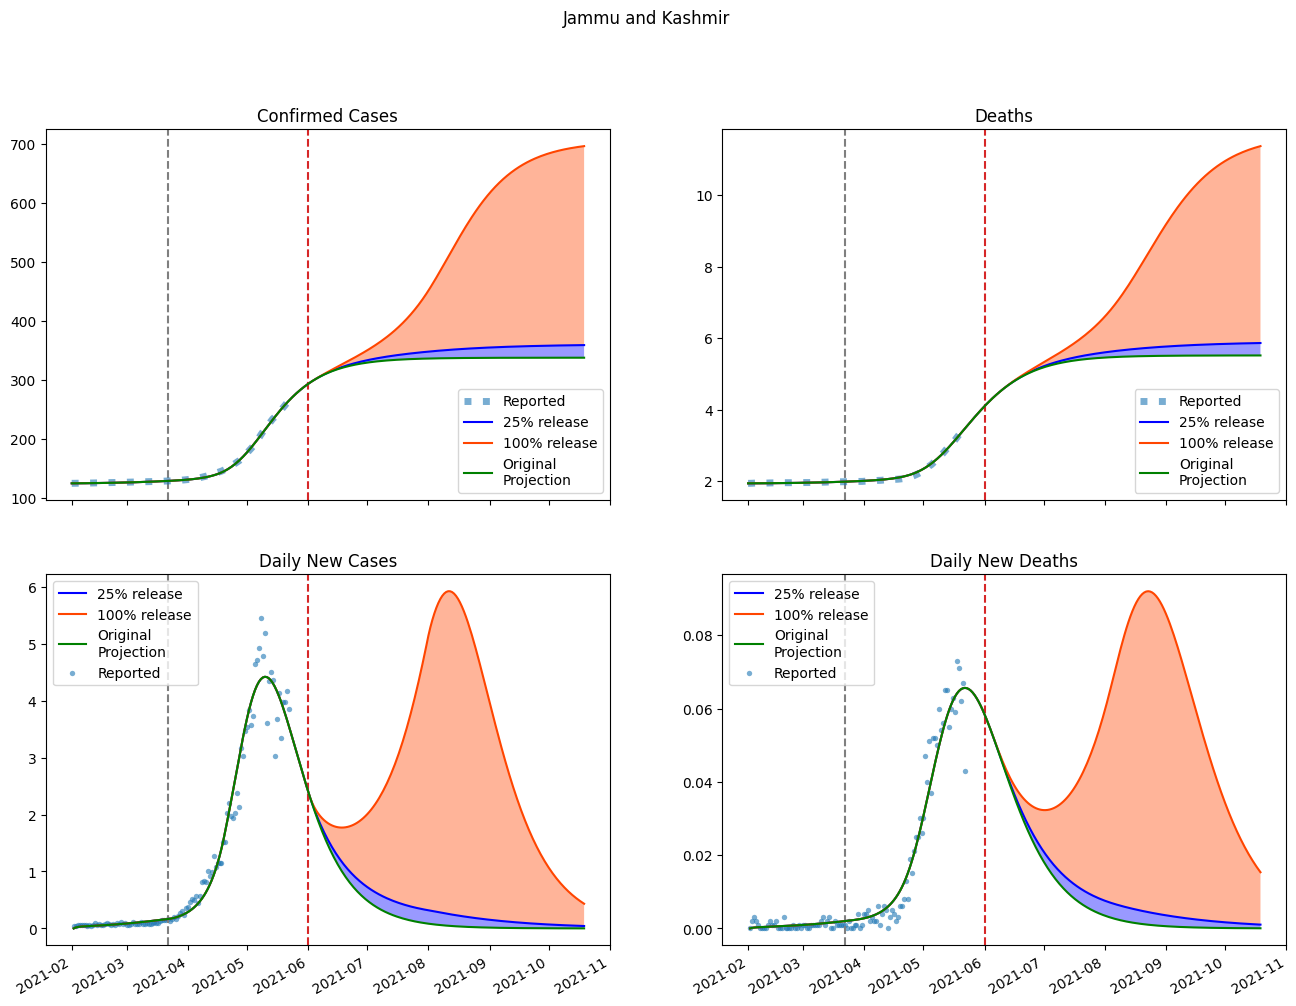 Jammu and Kashmir
Confirmed Cases
700
600
500
400
300
200
100
Reported
25% release
100% release
Original
Projection
Deaths
10
8
6
4
2
Reported
25% release
100% release
Original
Projection
Daily New Cases
6
5
4
3
2
1
0
25% release
100% release
Original
Projection
Reported
2021-02
2021-03
2021-04
2021-05
2021-06
2021-07
2021-08
2021-09
2021-10
2021-11
Daily New Deaths
0.08
0.06
0.04
0.02
0.00
25% release
100% release
Original
Projection
Reported
2021-02
2021-03
2021-04
2021-05
2021-06
2021-07
2021-08
2021-09
2021-10
2021-11